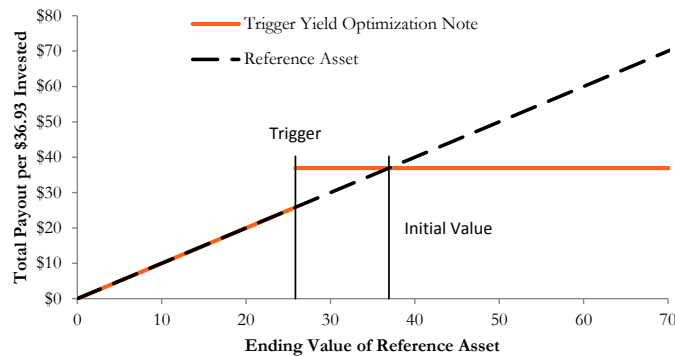 $80
$70
$60
$50
$40
$30
$20
$10
$0
Total Payout per $36.93 Invested
Trigger Yield Optimization Note
Reference Asset
Trigger
Initial Value
0 10 20 30 40 50 60 70
Ending Value of Reference Asset